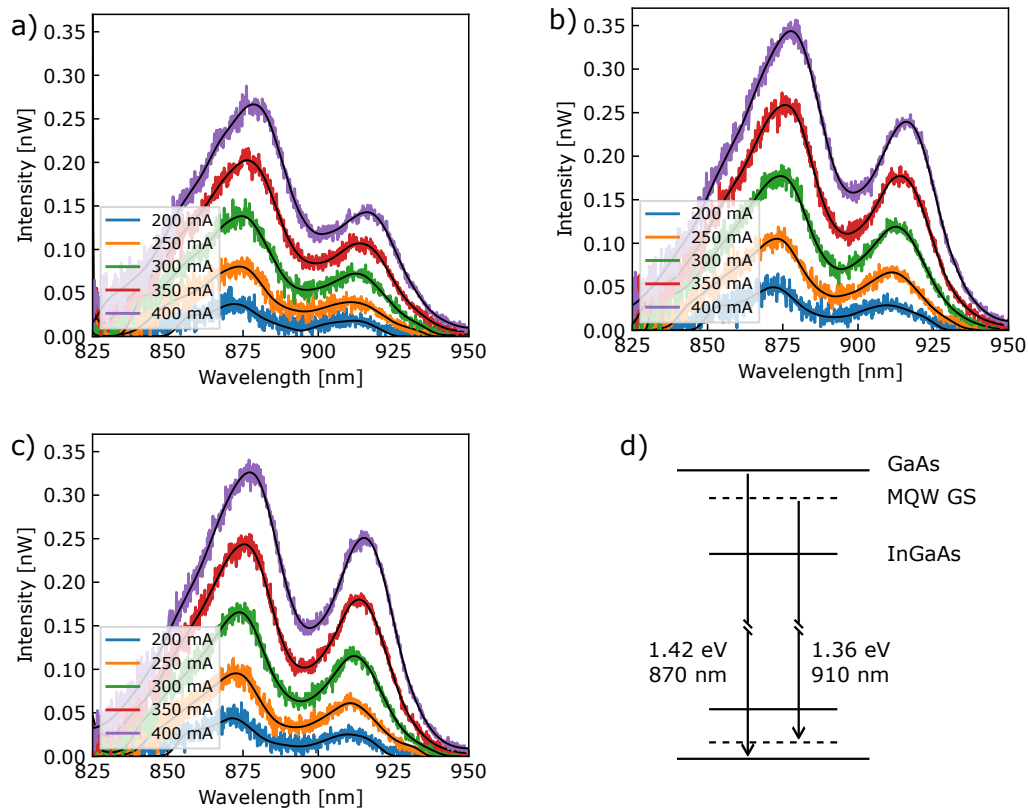 a)
Intensity [nW]
0.35
0.30
0.25
0.20
0.15
0.10
0.05
0.00
200 mA
250 mA
300 mA
350 mA
400 mA
825 850 875 900 925 950
Wavelength [nm]
b)
Intensity [nW]
0.35
0.30
0.25
0.20
0.15
0.10
0.05
0.00
200 mA
250 mA
300 mA
350 mA
400 mA
825 850 875 900 925 950
Wavelength [nm]
c)
Intensity [nW]
0.35
0.30
0.25
0.20
0.15
0.10
0.05
0.00
200 mA
250 mA
300 mA
350 mA
400 mA
825 850 875 900 925 950
Wavelength [nm]
d)
GaAs
MQW GS
InGaAs
1.42 eV
870 nm
1.36 eV
910 nm